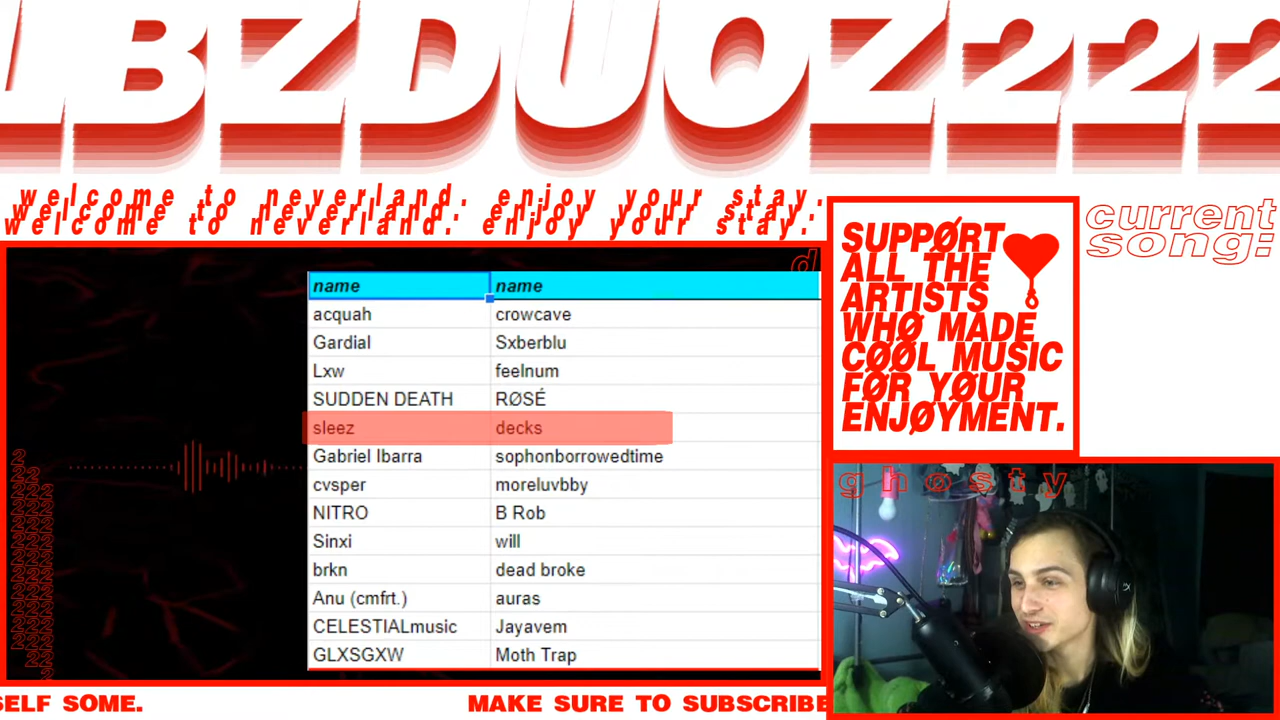 LBZDUOZ222
welcome to neverland. enjoy your stay.
welcome to neverland. enjoy your stay.
current
song:
SUPPØRT
ALL THE
ARTISTS
WHØ MADE
CØØL MUSIC
FØR YØUR
ENJØYMENT.
d
name name
acquah crowcave
Gardial Sxberblu
Lxw feelnum
SUDDEN DEATH RØSÉ
sleez decks
Gabriel Ibarra sophonborrowedtime
cvsper moreluvbby
NITRO B Rob
Sinxi will
brkn dead broke
Anu (cmfrt.) auras
CELESTIALmusic Jayavem
GLXSGXW Moth Trap
ghøsty
SELF SOME. MAKE SURE TO SUBSCRIBE